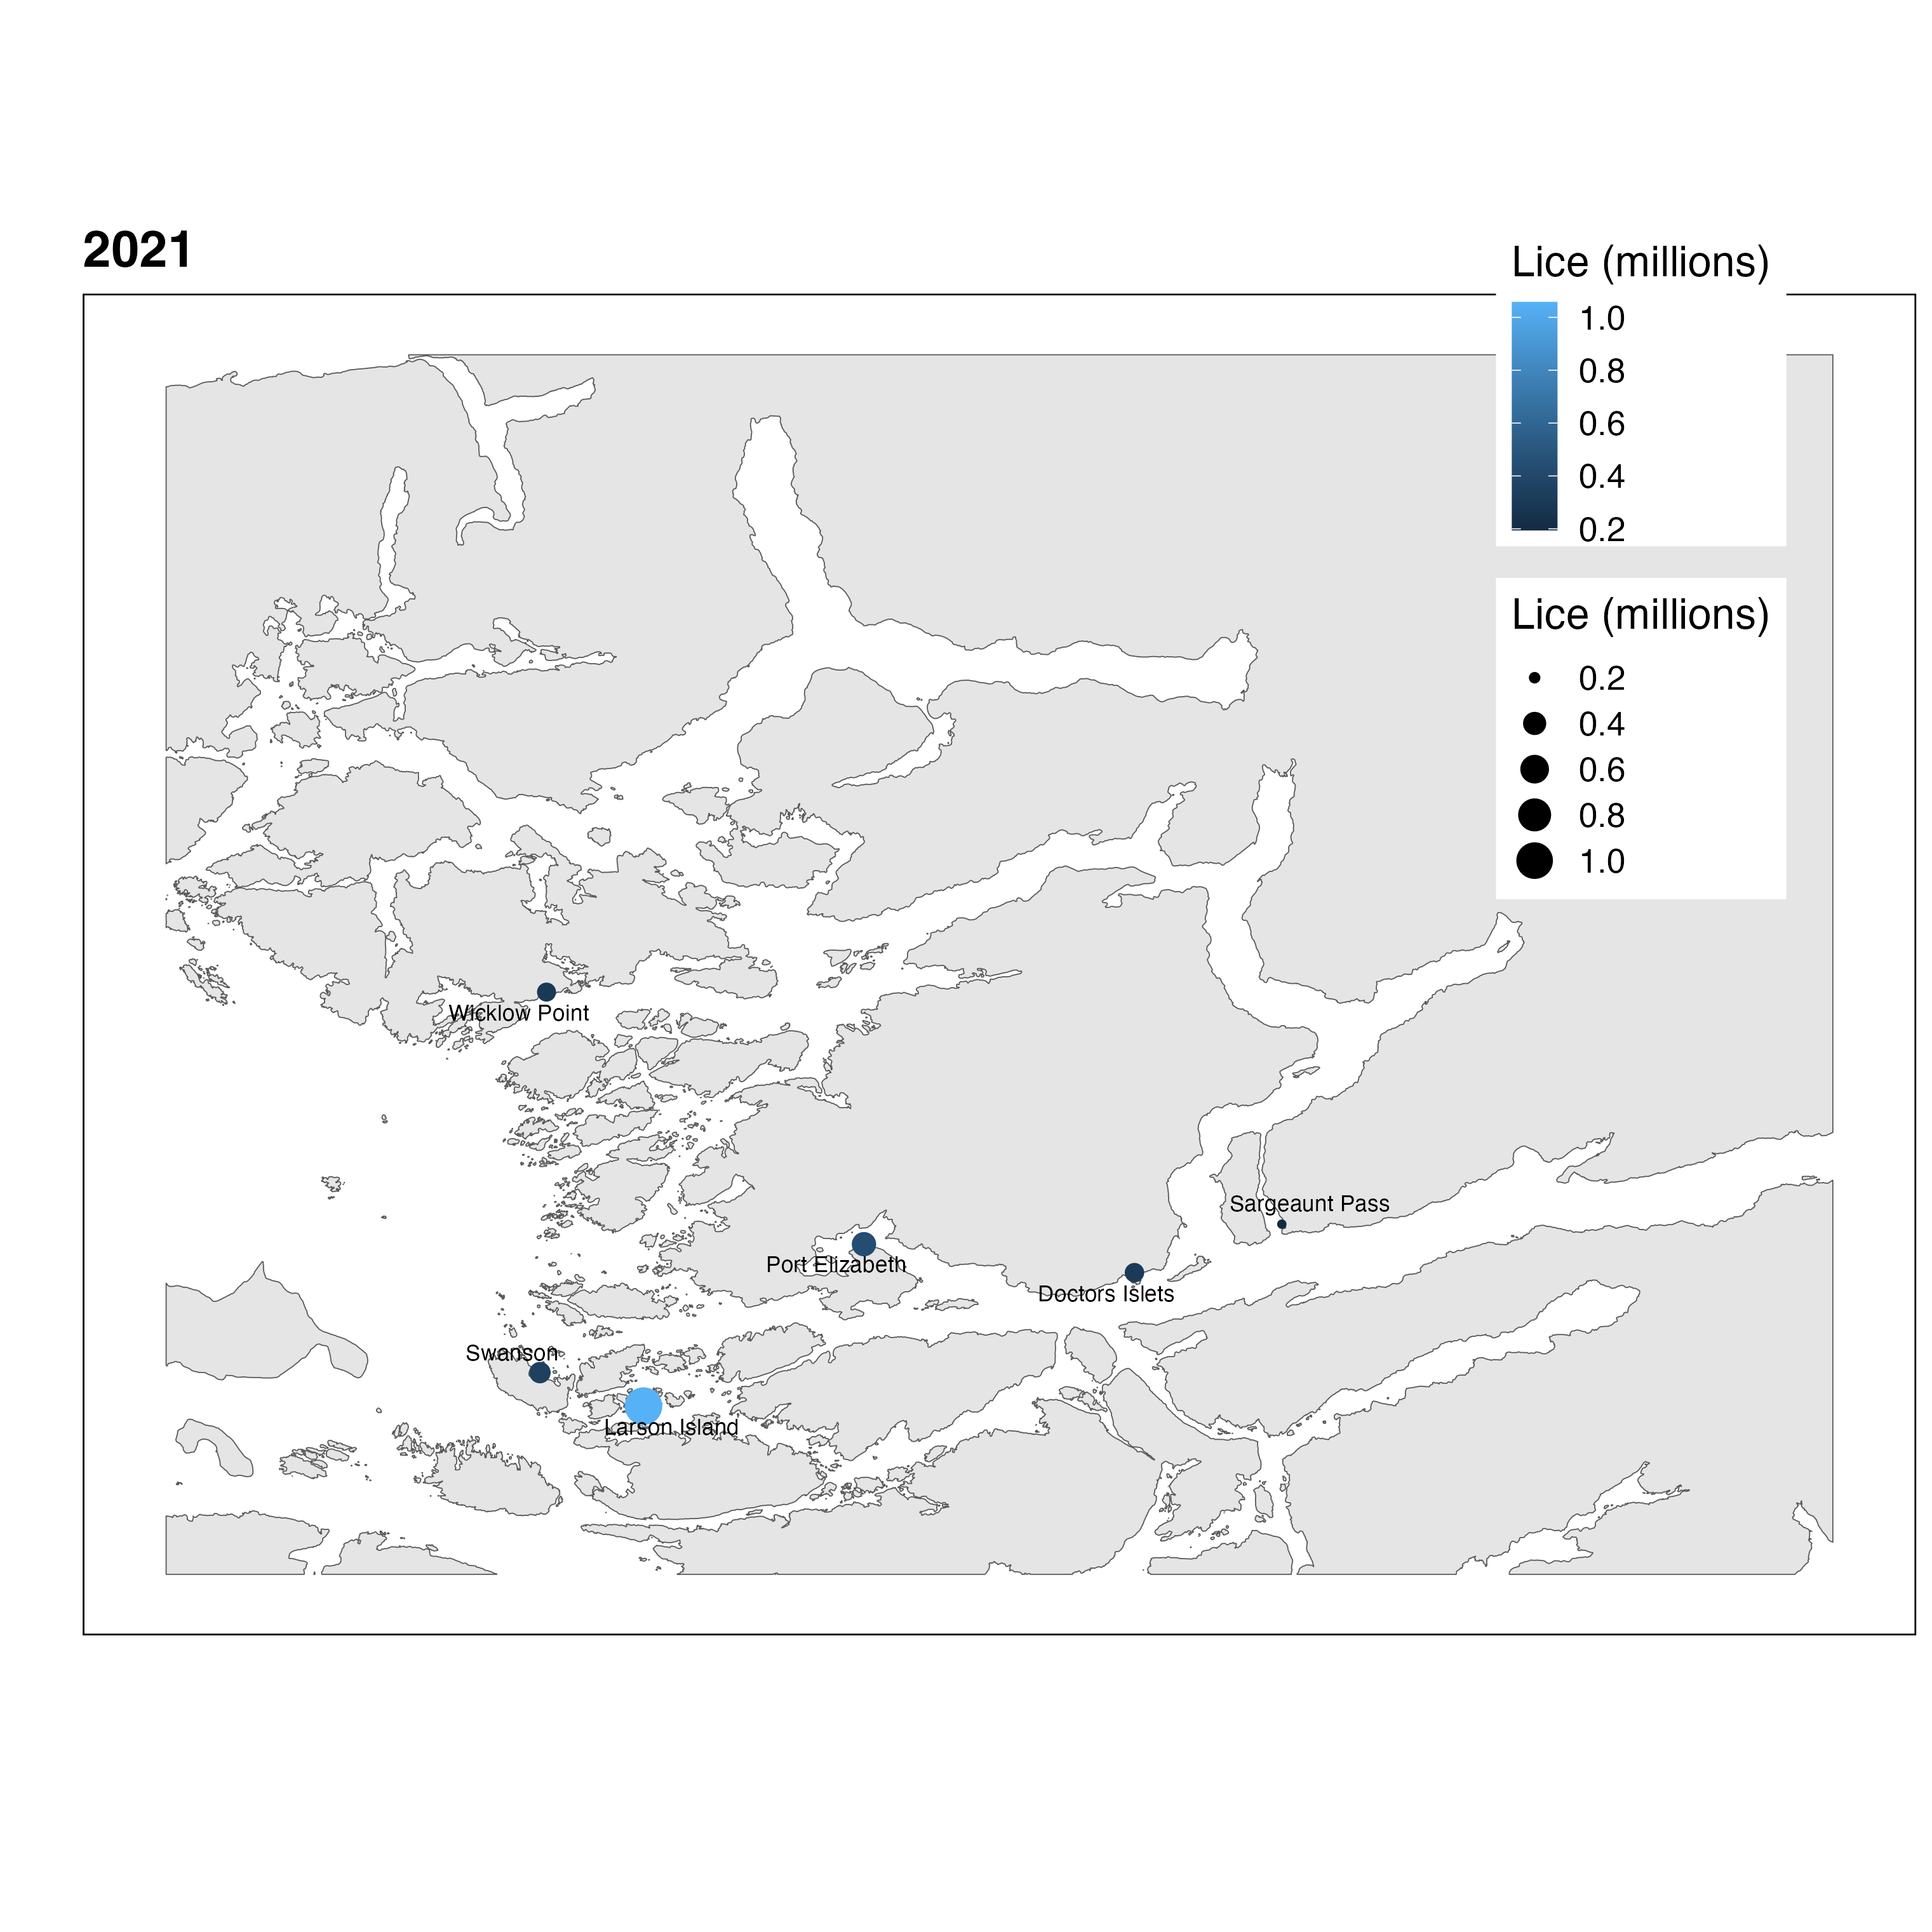 2021
Lice (millions)
1.0
0.8
0.6
0.4
0.2
Lice (millions)
0.2
0.4
0.6
0.8
1.0
Wicklow Point
Sargeaunt Pass
Port Elizabeth
Doctors Islets
Swanson
Larson Island